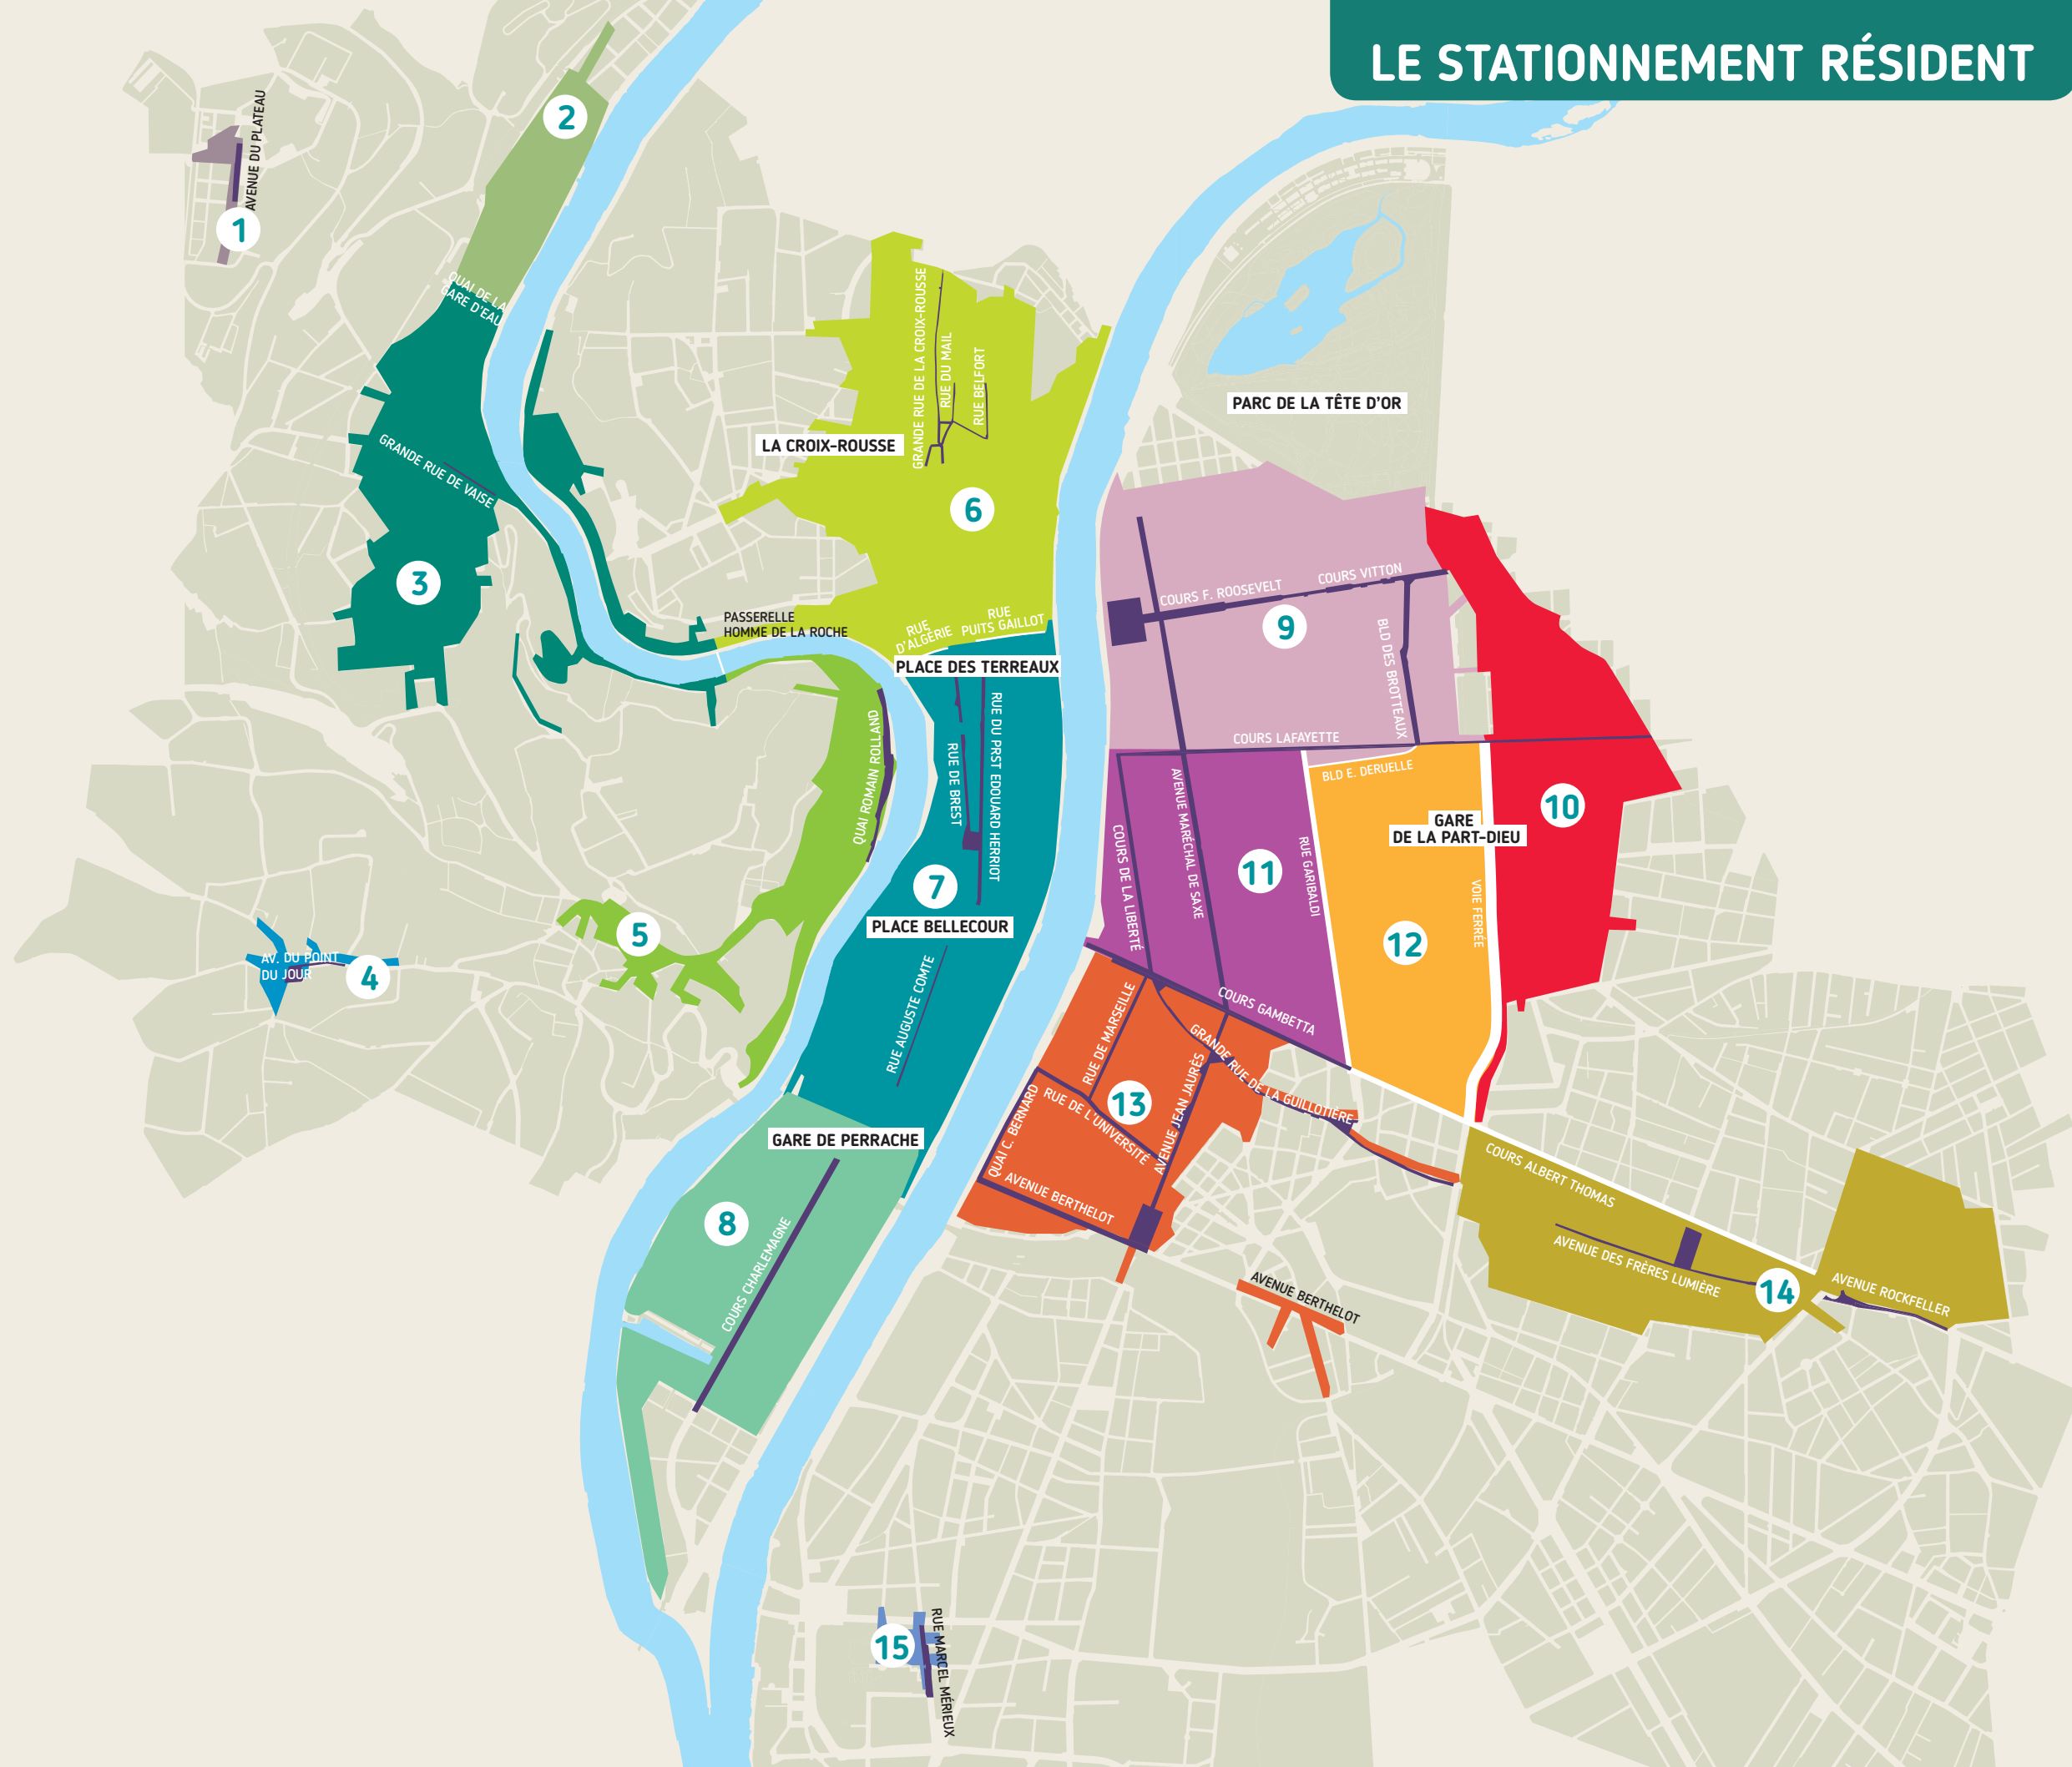 LE STATIONNEMENT RÉSIDENT
2
AVENUE DU PLATEAU
1
QUAI DE LA
GARE D'EAU
GRANDE RUE DE LA CROIX-ROUSSE
RUE DU MAIL
RUE BELFORT
PARC DE LA TÊTE D'OR
LA CROIX-ROUSSE
GRANDE RUE DE VAISE
6
3
COURS F. ROOSEVELT
COURS VITTON
9
BLD DES BROTTEAUX
PASSERELLE
HOMME DE LA ROCHE
RUE
D'ALGÉRIE
RUE
PUITS GAILLOT
PLACE DES TERREAUX
QUAI ROMAIN ROLLAND
RUE DE BREST
RUE DU PRST EDOUARD HERRIOT
COURS LAFAYETTE
BLD E. DERUELLE
10
GARE
DE LA PART-DIEU
COURS DE LA LIBERTÉ
AVENUE MARÉCHAL DE SAXE
11
RUE GARIBALDI
VOIE FERRÉE
7
PLACE BELLECOUR
5
12
AV. DU POINT
DU JOUR
4
RUE AUGUSTE COMTE
COURS GAMBETTA
RUE DE MARSEILLE
GRANDE RUE DE LA GUILLOTIÈRE
AVENUE JEAN JAURÈS
13
QUAI C. BERNARD
RUE DE L'UNIVERSITÉ
AVENUE BERTHELOT
GARE DE PERRACHE
8
COURS CHARLEMAGNE
COURS ALBERT THOMAS
AVENUE DES FRÈRES LUMIÈRE
14
AVENUE ROCKFELLER
AVENUE BERTHELOT
15
RUE MARCEL MÉRIEUX